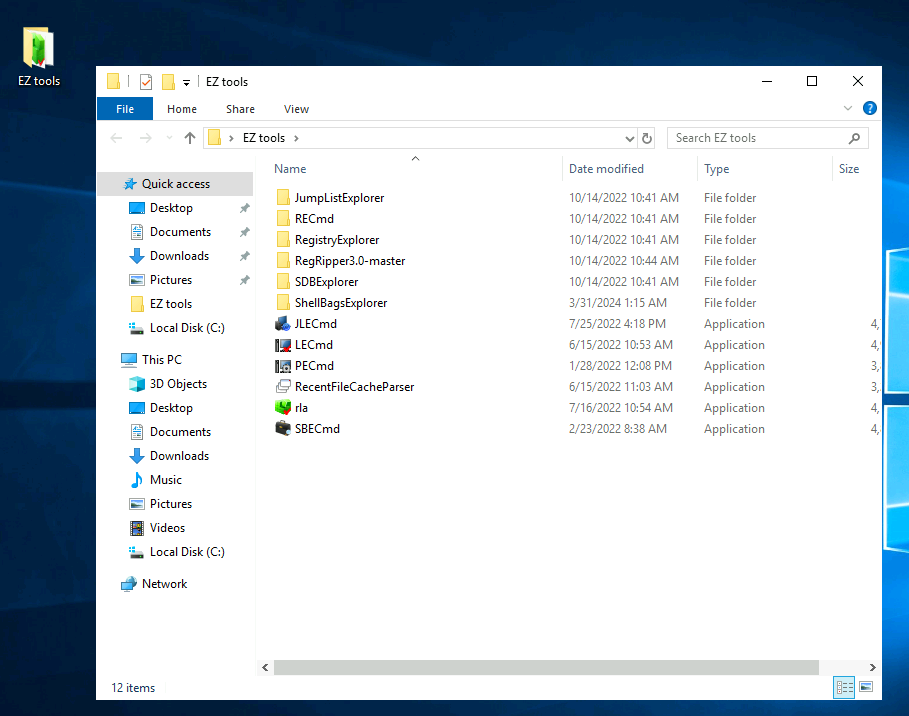 EZ tools
EZ tools
File Home Share View
EZ tools
Search EZ tools
Name Date modified Type Size
Quick access
Desktop
Documents
Downloads
Pictures
EZ tools
Local Disk (C:)
This PC
3D Objects
Desktop
Documents
Downloads
Music
Pictures
Videos
Local Disk (C:)
Network
JumpListExplorer 10/14/2022 10:41 AM File folder
RECmd 10/14/2022 10:41 AM File folder
RegistryExplorer 10/14/2022 10:41 AM File folder
RegRipper3.0-master 10/14/2022 10:44 AM File folder
SDBExplorer 10/14/2022 10:41 AM File folder
ShellBagsExplorer 3/31/2024 1:15 AM File folder
JLECmd 7/25/2022 4:18 PM Application 4,
LECmd 6/15/2022 10:53 AM Application 4,
PECmd 1/28/2022 12:08 PM Application 3,
RecentFileCacheParser 6/15/2022 11:03 AM Application 3,
rla 7/16/2022 10:54 AM Application 4,
SBECmd 2/23/2022 8:38 AM Application 4,
12 items